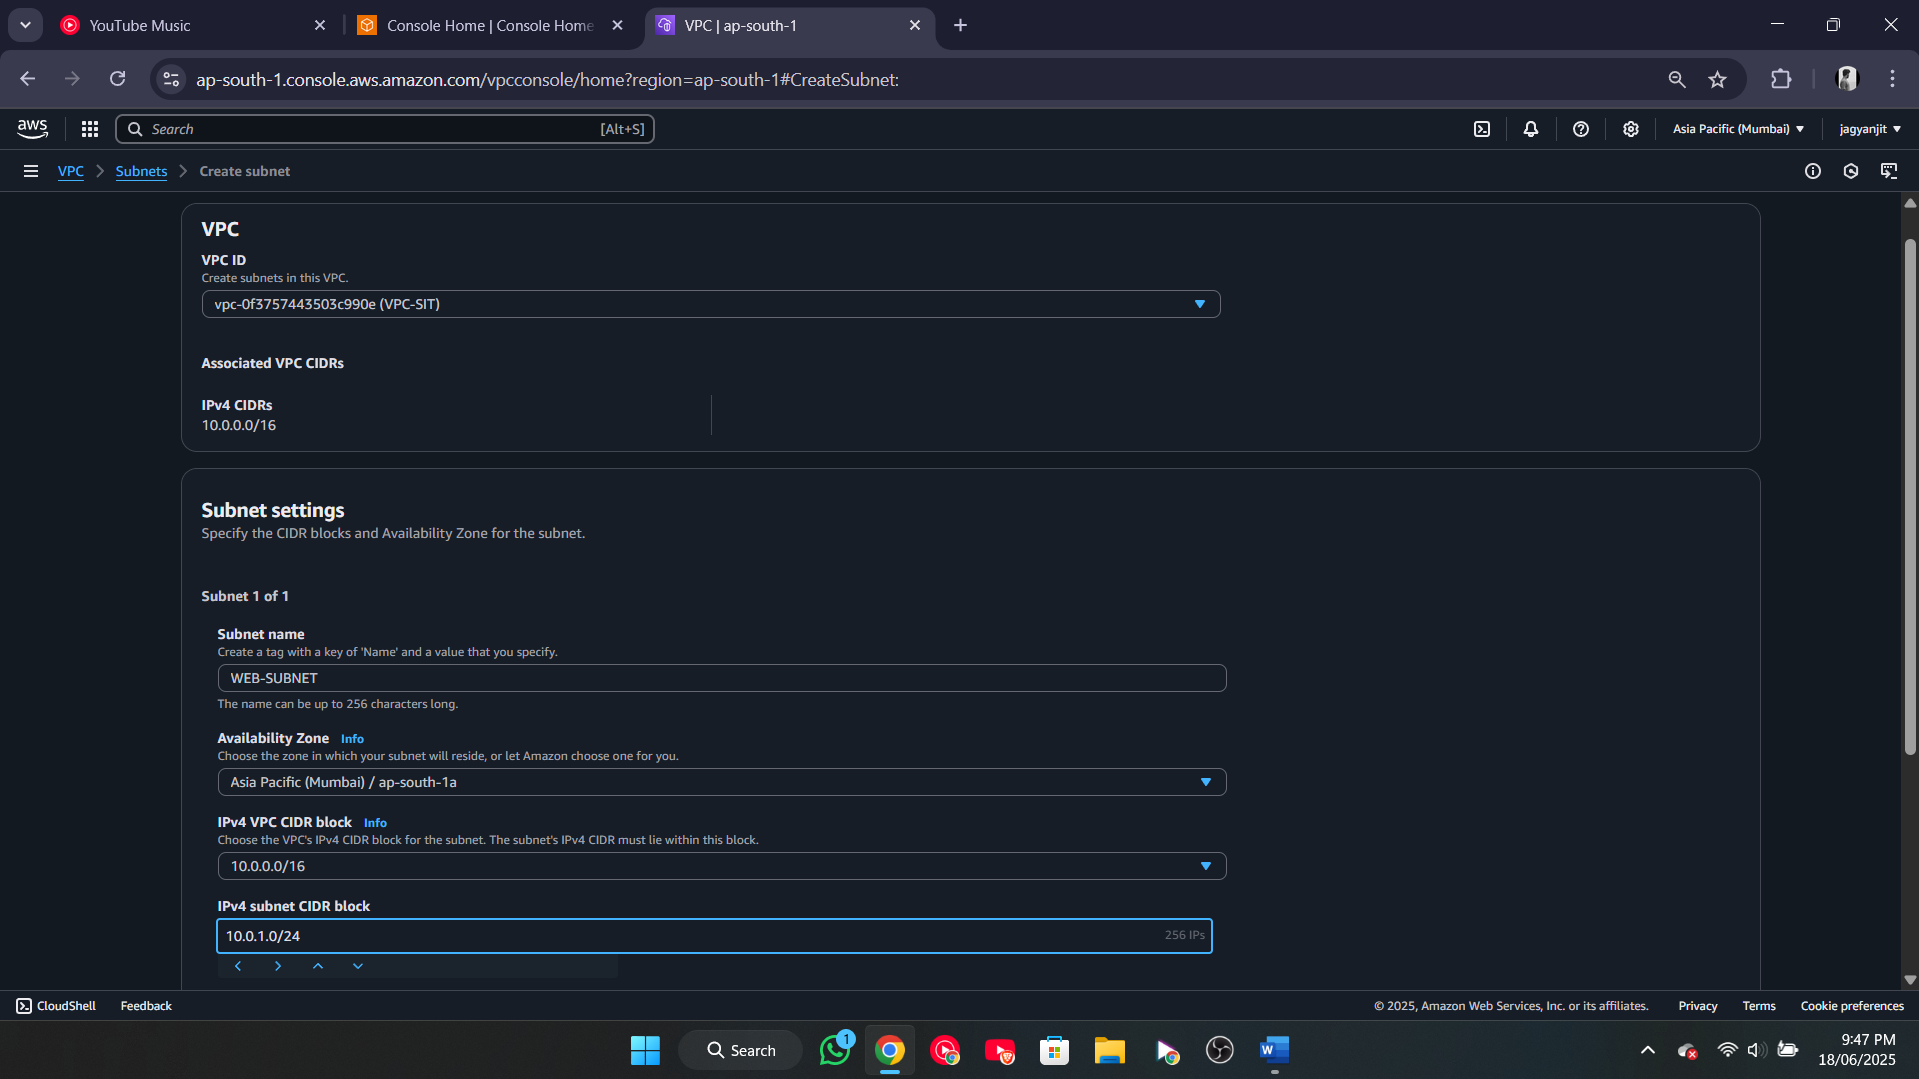 YouTube Music
Console Home | Console Home
VPC | ap-south-1
ap-south-1.console.aws.amazon.com/vpcconsole/home?region=ap-south-1#CreateSubnet:
aws
Search
[Alt+S]
Asia Pacific (Mumbai)
jagyanjit
VPC
Subnets
Create subnet
VPC
VPC ID
Create subnets in this VPC.
vpc-0f3757443503c990e (VPC-SIT)
Associated VPC CIDRs
IPv4 CIDRs
10.0.0.0/16
Subnet settings
Specify the CIDR blocks and Availability Zone for the subnet.
Subnet 1 of 1
Subnet name
Create a tag with a key of 'Name' and a value that you specify.
WEB-SUBNET
The name can be up to 256 characters long.
Availability Zone Info
Choose the zone in which your subnet will reside, or let Amazon choose one for you.
Asia Pacific (Mumbai) / ap-south-1a
IPv4 VPC CIDR block Info
Choose the VPC's IPv4 CIDR block for the subnet. The subnet's IPv4 CIDR must lie within this block.
10.0.0.0/16
IPv4 subnet CIDR block
10.0.1.0/24
256 IPs
CloudShell
Feedback
© 2025, Amazon Web Services, Inc. or its affiliates.
Privacy
Terms
Cookie preferences
Search
1
W
9:47 PM
18/06/2025